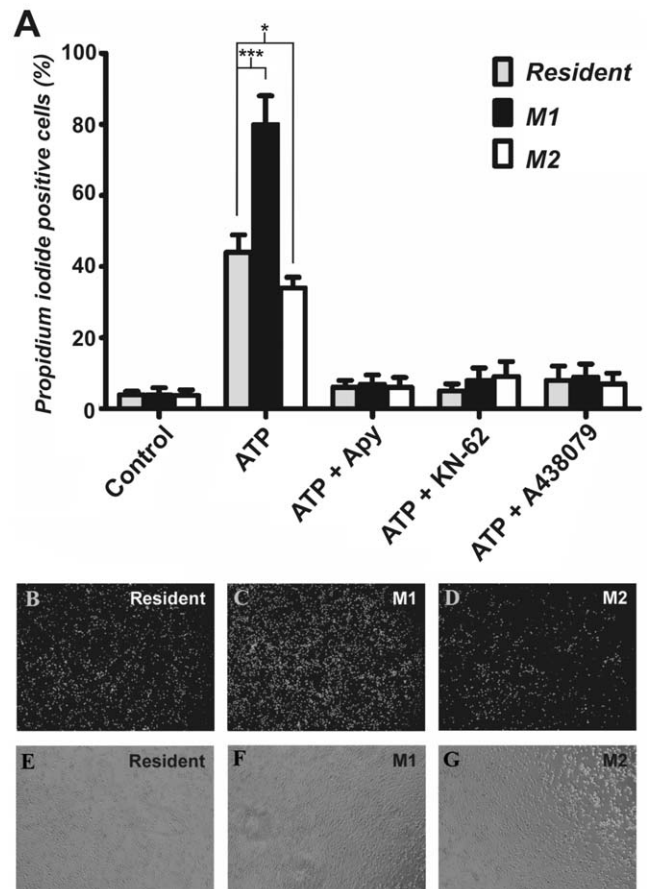 A
Propidium iodide positive cells (%)
100
80
60
40
20
0
*
***
Resident
M1
M2
Control
ATP
ATP + Apy
ATP + KN-62
ATP + A438079
B Resident
C M1
D M2
E Resident
F M1
G M2